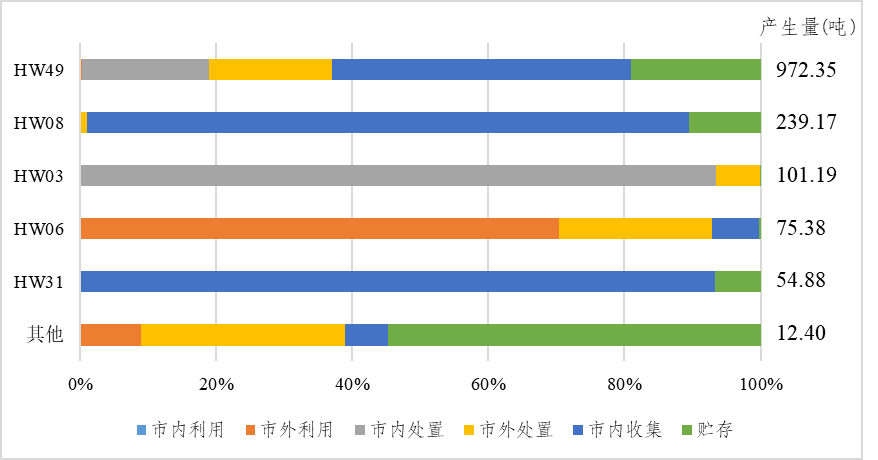 产生量(吨)
HW49 972.35
HW08 239.17
HW03 101.19
HW06 75.38
HW31 54.88
其他 12.40
0% 20% 40% 60% 80% 100%
市内利用 市外利用 市内处置 市外处置 市内收集 贮存